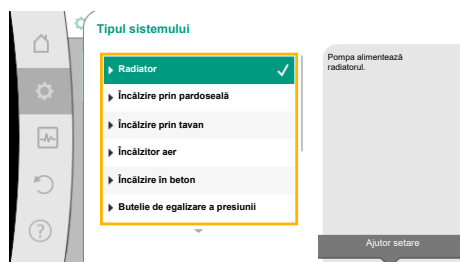 Tipul sistemului
Radiator
Încălzire prin pardoseală
Încălzire prin tavan
Încălzitor aer
Încălzire în beton
Butelie de egalizare a presiunii
Pompa alimentează
radiatorul.
Ajutor setare